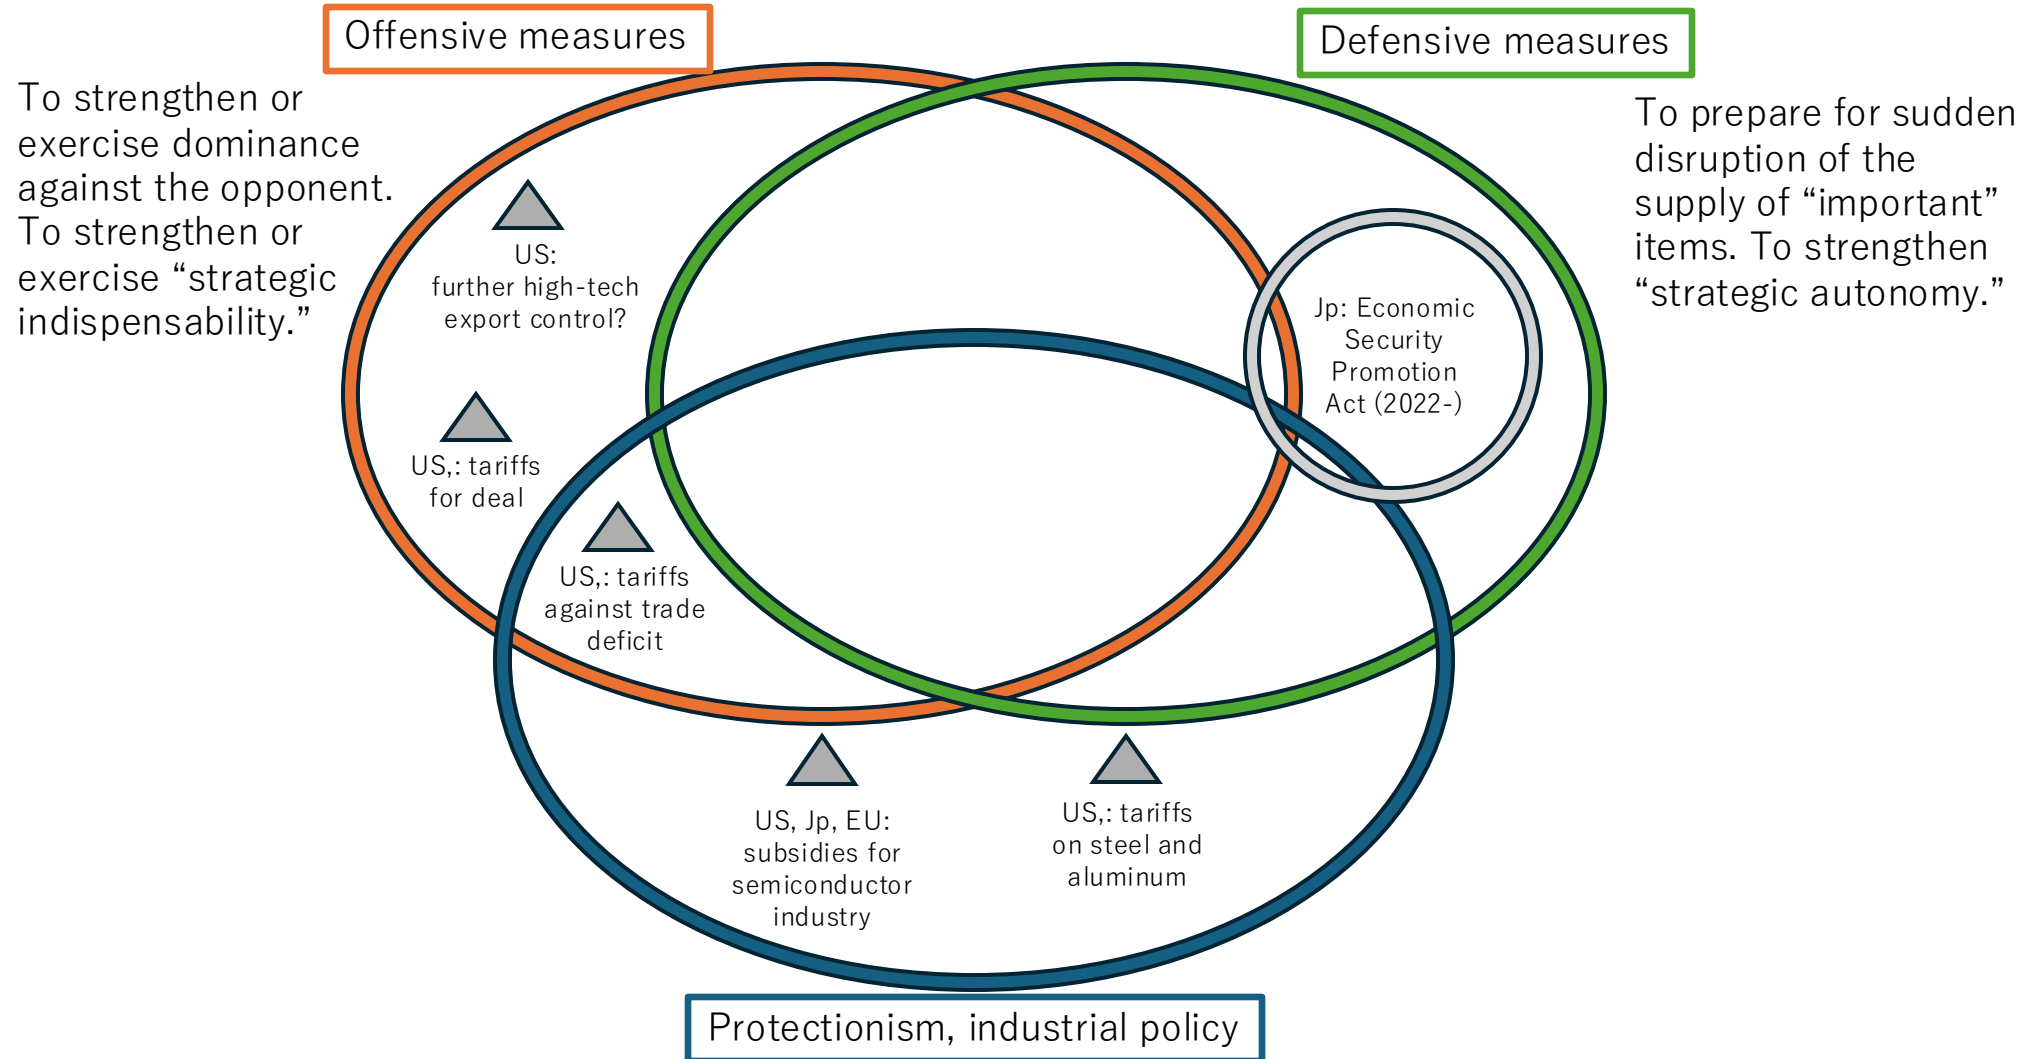 Offensive measures
Defensive measures
To strengthen or
exercise dominance
against the opponent.
To strengthen or
exercise “strategic
indispensability.”
To prepare for sudden
disruption of the
supply of “important”
items. To strengthen
“strategic autonomy.”
US:
further high-tech
export control?
Jp: Economic
Security
Promotion
Act (2022-)
US,: tariffs
for deal
US,: tariffs
against trade
deficit
US, Jp, EU:
subsidies for
semiconductor
industry
US,: tariffs
on steel and
aluminum
Protectionism, industrial policy